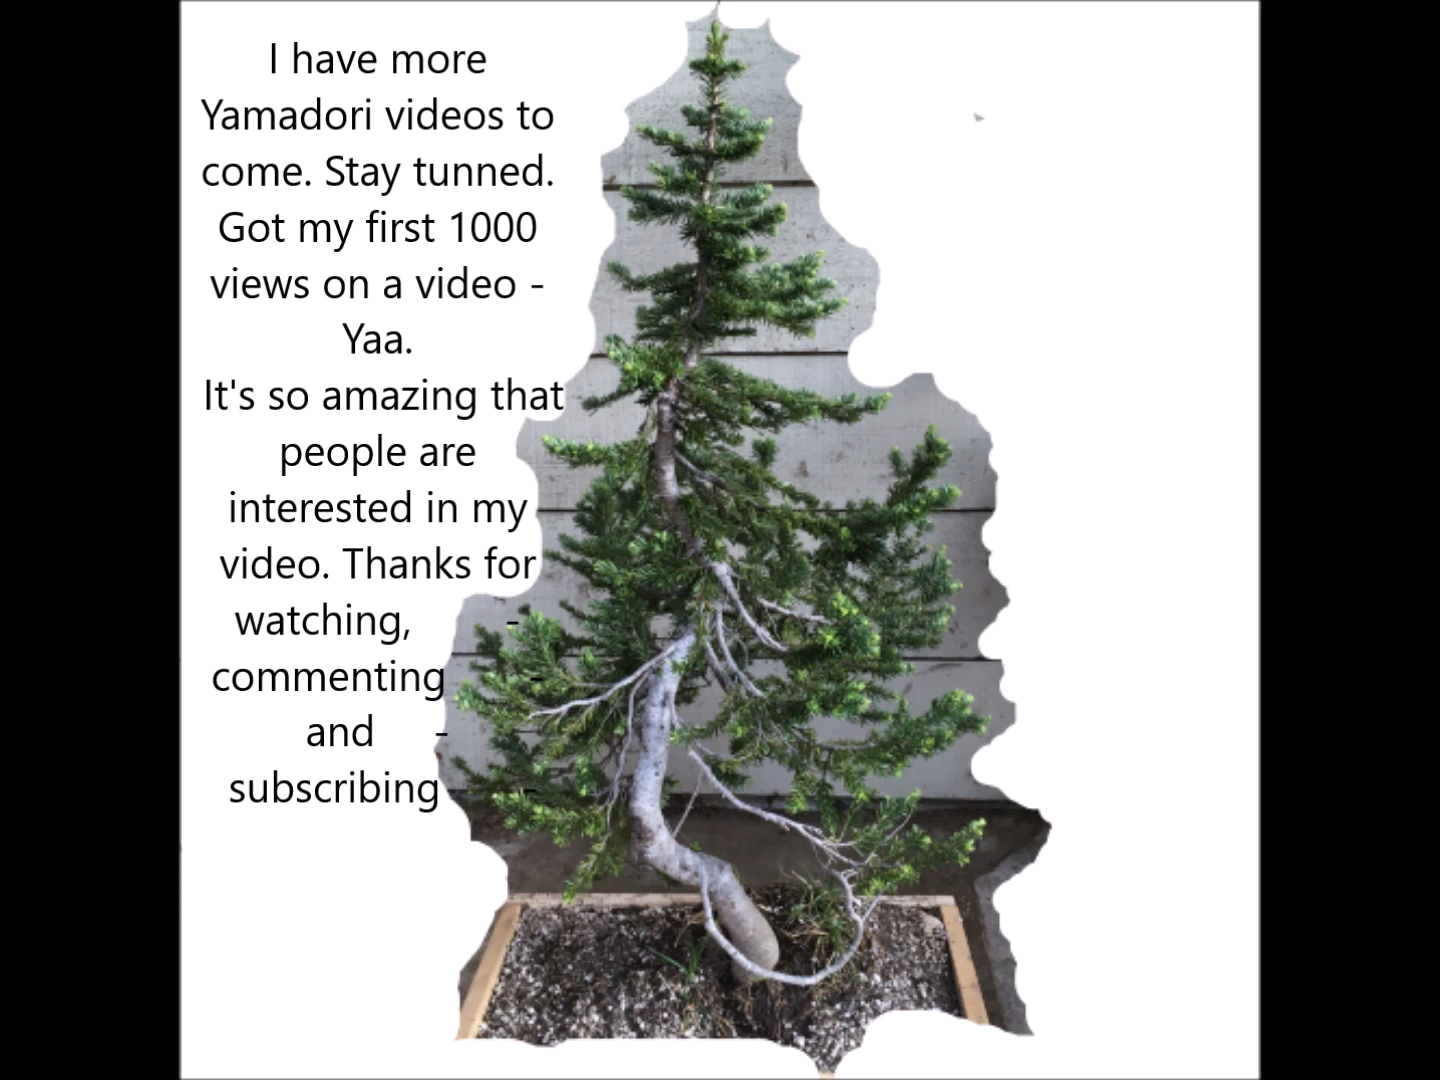 I have more
Yamadori videos to
come. Stay tunned.
Got my first 1000
views on a video -
Yaa.
It's so amazing that
people are
interested in my
video. Thanks for
watching, -
commenting -
and -
subscribing -